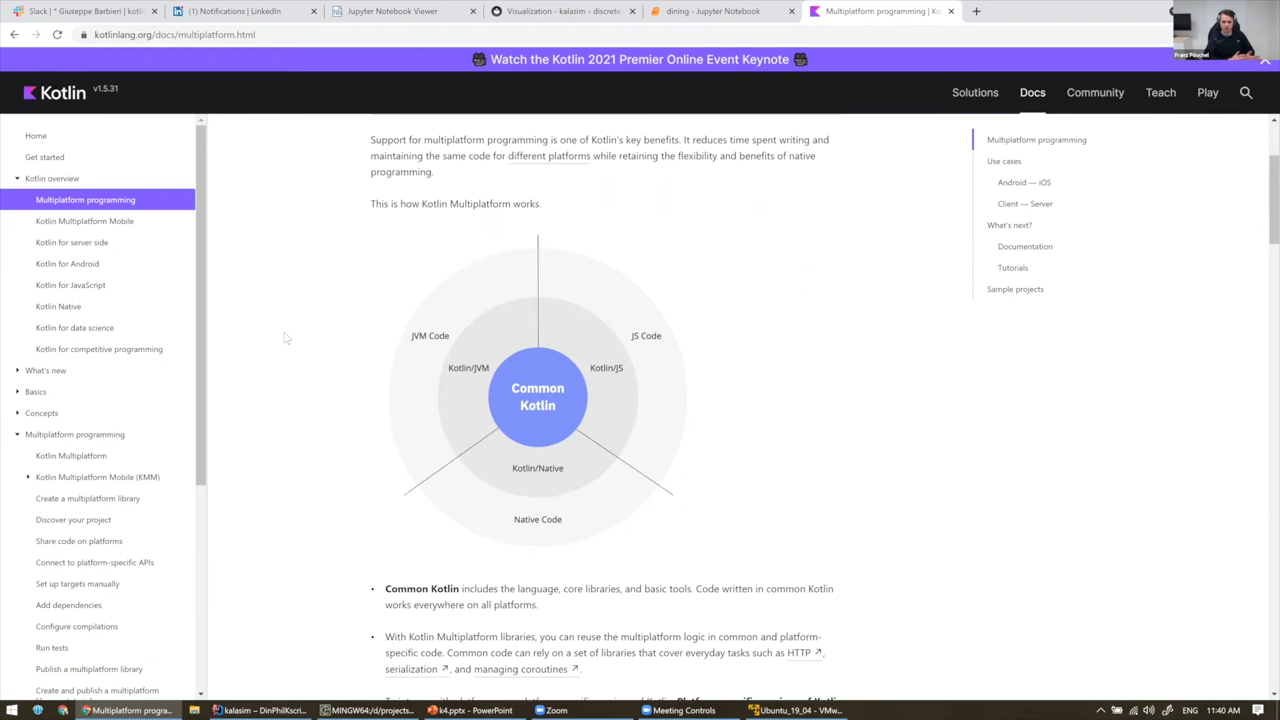 Slack | * Giuseppe Barbieri | kotli
(1) Notifications | LinkedIn
Jupyter Notebook Viewer
Visualization - kalasim - discrete
dining - Jupyter Notebook
Multiplatform programming | Ko
kotlinlang.org/docs/multiplatform.html
Franz Pöschel
Watch the Kotlin 2021 Premier Online Event Keynote
Kotlin v1.5.31
Solutions
Docs
Community
Teach
Play
Home
Get started
Kotlin overview
Multiplatform programming
Kotlin Multiplatform Mobile
Kotlin for server side
Kotlin for Android
Kotlin for JavaScript
Kotlin Native
Kotlin for data science
Kotlin for competitive programming
What's new
Basics
Concepts
Multiplatform programming
Kotlin Multiplatform
Kotlin Multiplatform Mobile (KMM)
Create a multiplatform library
Discover your project
Share code on platforms
Connect to platform-specific APIs
Set up targets manually
Add dependencies
Configure compilations
Run tests
Publish a multiplatform library
Create and publish a multiplatform
Support for multiplatform programming is one of Kotlin's key benefits. It reduces time spent writing and
maintaining the same code for different platforms while retaining the flexibility and benefits of native
programming.
This is how Kotlin Multiplatform works.
JVM Code
JS Code
Kotlin/JVM
Kotlin/JS
Common
Kotlin
Kotlin/Native
Native Code
• Common Kotlin includes the language, core libraries, and basic tools. Code written in common Kotlin
works everywhere on all platforms.
• With Kotlin Multiplatform libraries, you can reuse the multiplatform logic in common and platform-
specific code. Common code can rely on a set of libraries that cover everyday tasks such as HTTP ↗,
serialization ↗, and managing coroutines ↗.
Multiplatform programming
Use cases
Android — iOS
Client — Server
What's next?
Documentation
Tutorials
Sample projects
Multiplatform progra...
kalasim – DinPhilKscri...
MINGW64:/d/projects...
k4.pptx - PowerPoint
Zoom
Meeting Controls
Ubuntu_19_04 - VMw...
11:40 AM